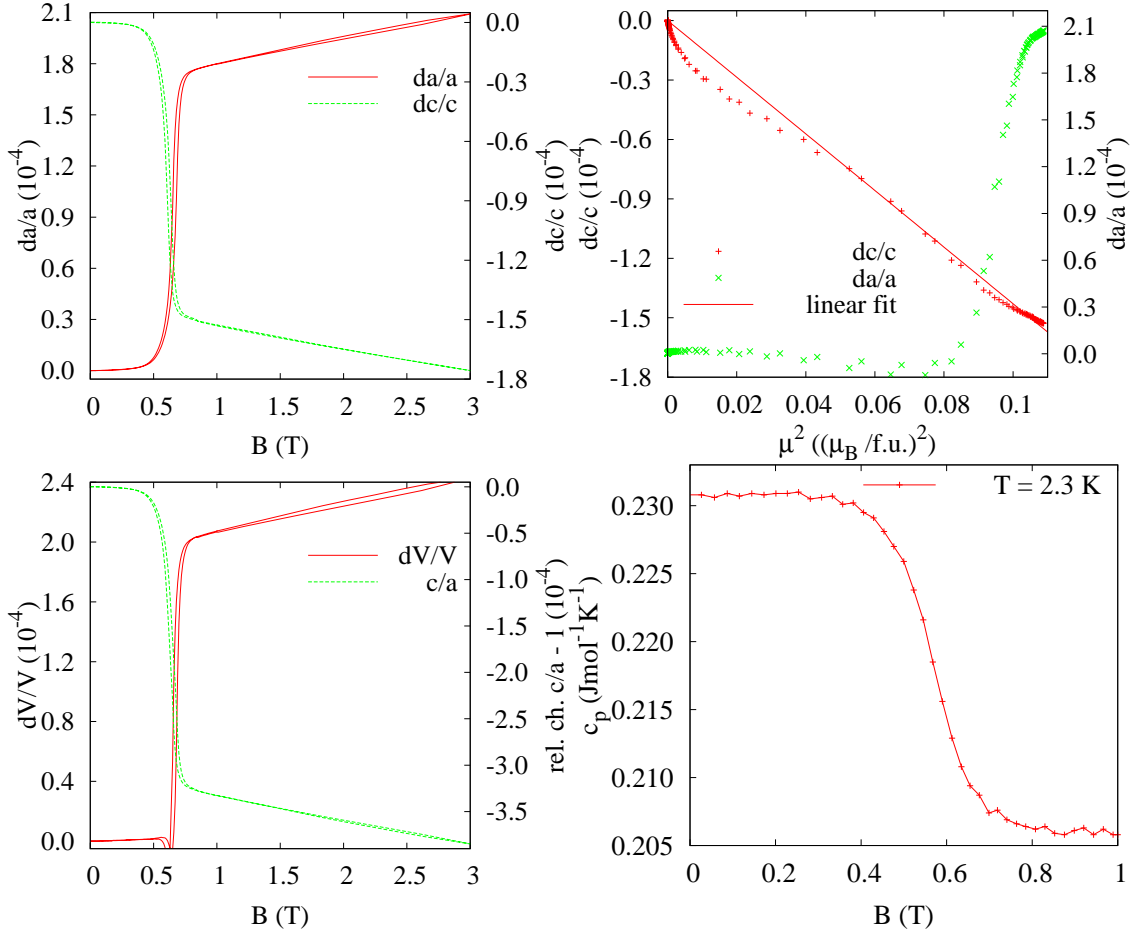 2.1
1.8
1.5
1.2
0.9
0.6
0.3
0.0
da/a (10-4)
0.0
-0.3
-0.6
-0.9
-1.2
-1.5
-1.8
dc/c (10-4)
da/a
dc/c
0 0.5 1 1.5 2 2.5 3
B (T)
0.0
-0.3
-0.6
-0.9
-1.2
-1.5
-1.8
dc/c (10-4)
2.1
1.8
1.5
1.2
0.9
0.6
0.3
0.0
da/a (10-4)
dc/c
da/a
linear fit
0 0.02 0.04 0.06 0.08 0.1
μ2 ((μB /f.u.)2)
2.4
2.0
1.6
1.2
0.8
0.4
0.0
dV/V (10-4)
0.0
-0.5
-1.0
-1.5
-2.0
-2.5
-3.0
-3.5
rel. ch. c/a - 1 (10-4)
dV/V
c/a
0 0.5 1 1.5 2 2.5 3
B (T)
0.230
0.225
0.220
0.215
0.210
0.205
cp (Jmol-1K-1)
T = 2.3 K
0 0.2 0.4 0.6 0.8 1
B (T)